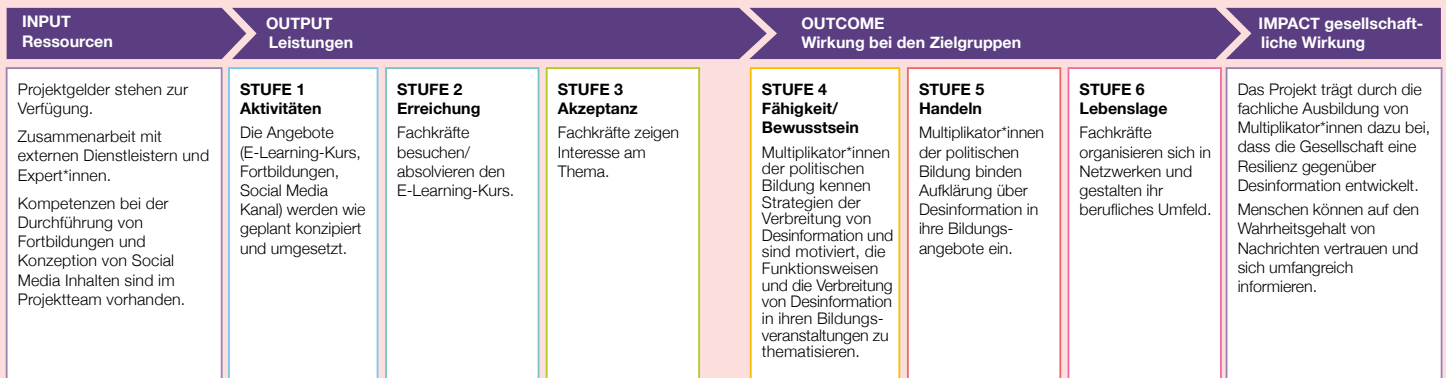 INPUT
Ressourcen
OUTPUT
Leistungen
OUTCOME
Wirkung bei den Zielgruppen
IMPACT gesellschaft-
liche Wirkung
Projektgelder stehen zur
Verfügung.
Zusammenarbeit mit
externen Dienstleistern und
Expert*innen.
Kompetenzen bei der
Durchführung von
Fortbildungen und
Konzeption von Social
Media Inhalten sind im
Projektteam vorhanden.
STUFE 1
Aktivitäten
Die Angebote
(E-Learning-Kurs,
Fortbildungen,
Social Media
Kanal) werden wie
geplant konzipiert
und umgesetzt.
STUFE 2
Erreichung
Fachkräfte
besuchen/
absolvieren den
E-Learning-Kurs.
STUFE 3
Akzeptanz
Fachkräfte zeigen
Interesse am
Thema.
STUFE 4
Fähigkeit/
Bewusstsein
Multiplikator*innen
der politischen
Bildung kennen
Strategien der
Verbreitung von
Desinformation und
sind motiviert, die
Funktionsweisen
und die Verbreitung
von Desinformation
in ihren Bildungs-
veranstaltungen zu
thematisieren.
STUFE 5
Handeln
Multiplikator*innen
der politischen
Bildung binden
Aufklärung über
Desinformation in
ihre Bildungs-
angebote ein.
STUFE 6
Lebenslage
Fachkräfte
organisieren sich in
Netzwerken und
gestalten ihr
berufliches Umfeld.
Das Projekt trägt durch die
fachliche Ausbildung von
Multiplikator*innen dazu bei,
dass die Gesellschaft eine
Resilienz gegenüber
Desinformation entwickelt.
Menschen können auf den
Wahrheitsgehalt von
Nachrichten vertrauen und
sich umfangreich
informieren.